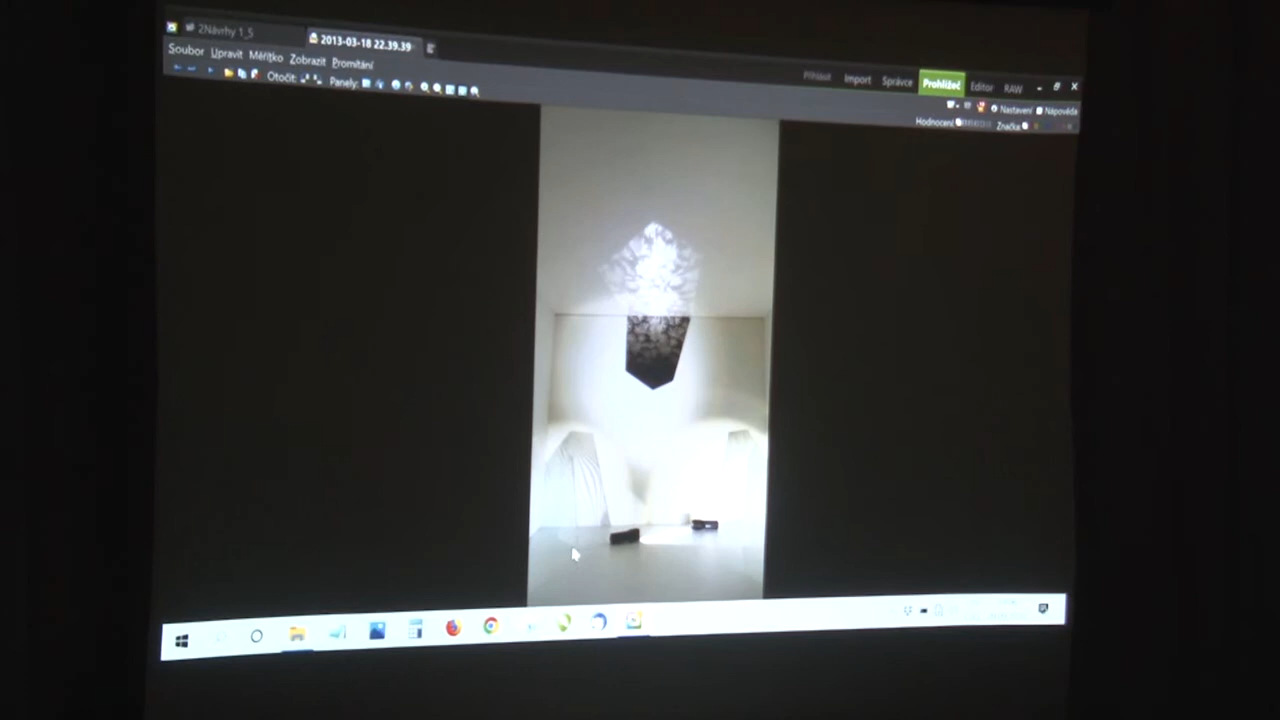 2Návrhy 1_5
2013-03-18 22.39.39
Soubor Upravit Měřítko Zobrazit Promítání
Přihlásit Import Správce Prohlížeč Editor RAW
Otočit: Panely:
Nastavení Nápověda
Hodnocení Značka